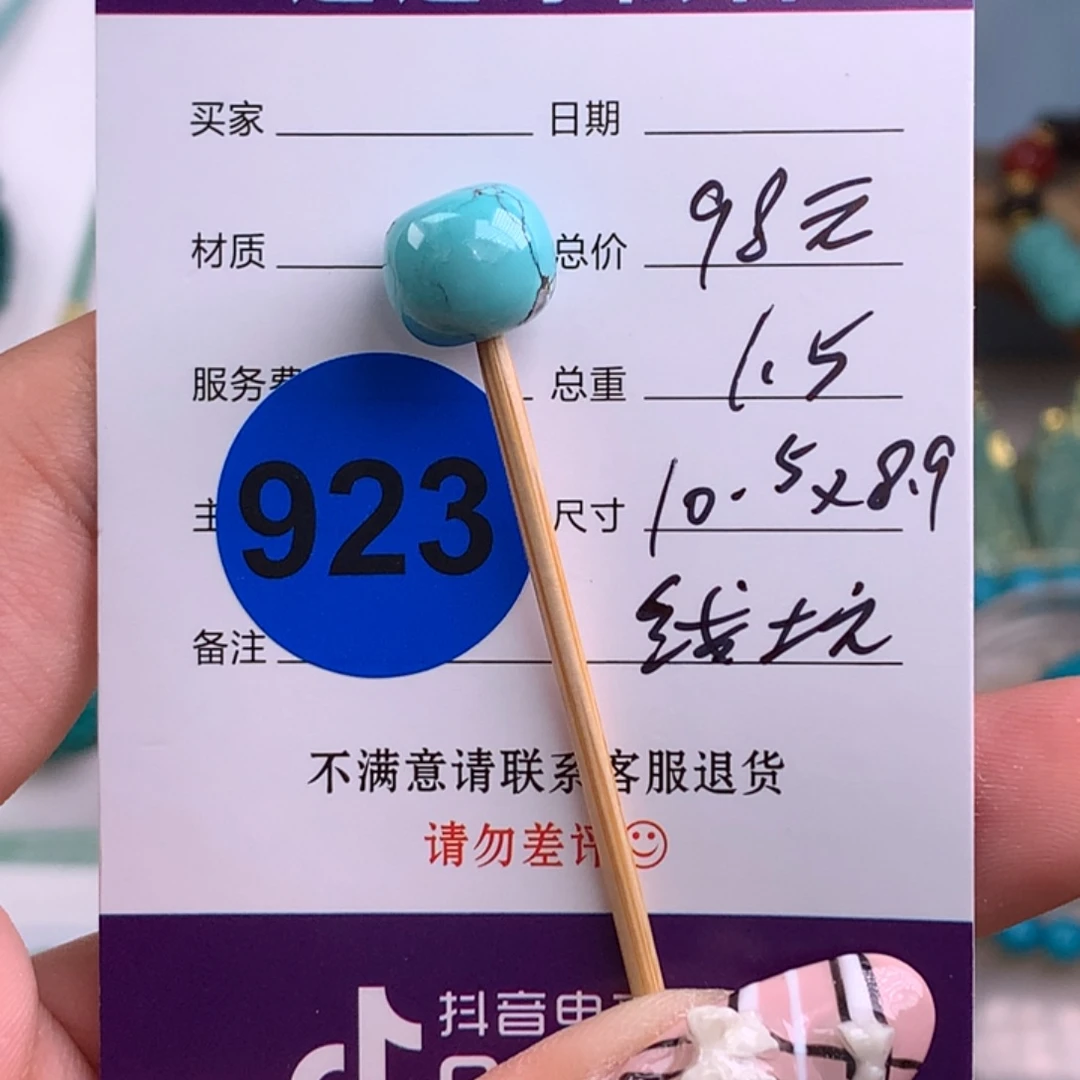 买家 日期
材质 总价 98元
服务费 总重 1.5
923
主 尺寸 10.5x8.9
备注 线坑
不满意请联系客服退货
请勿差评
抖音电